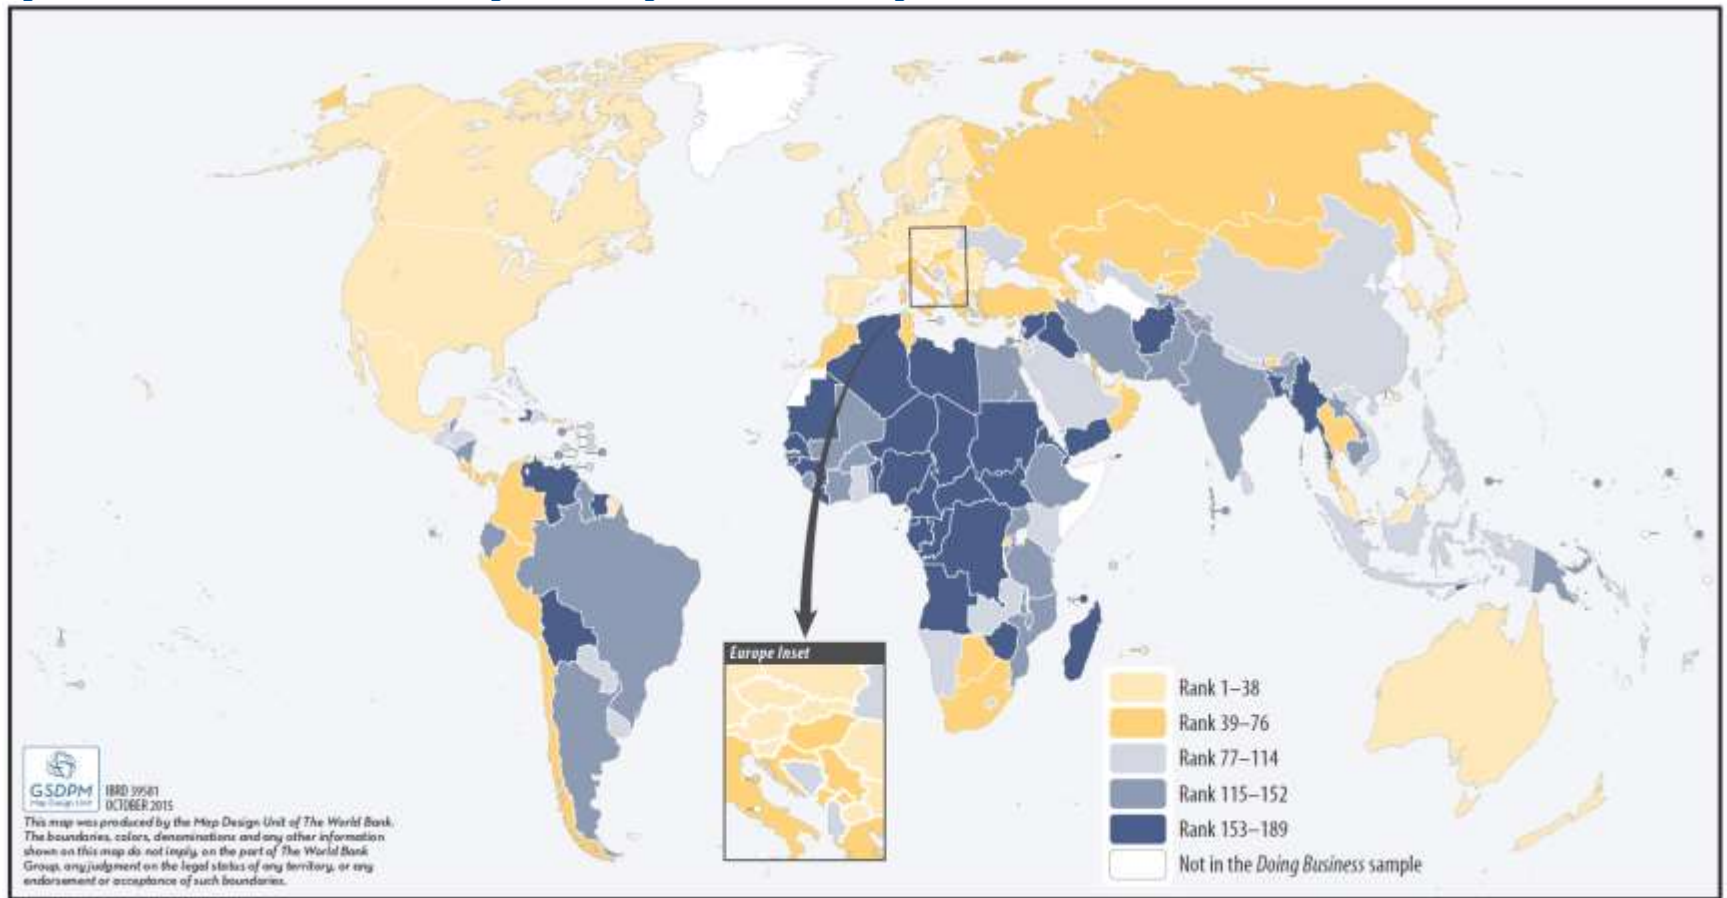 Europe Inset
Rank 1–38
Rank 39–76
Rank 77–114
Rank 115–152
Rank 153–189
Not in the Doing Business sample
GSDPM
Map Design Unit
IBRD 39581
OCTOBER 2015
This map was produced by the Map Design Unit of The World Bank.
The boundaries, colors, denominations and any other information
shown on this map do not imply, on the part of The World Bank
Group, any judgment on the legal status of any territory, or any
endorsement or acceptance of such boundaries.